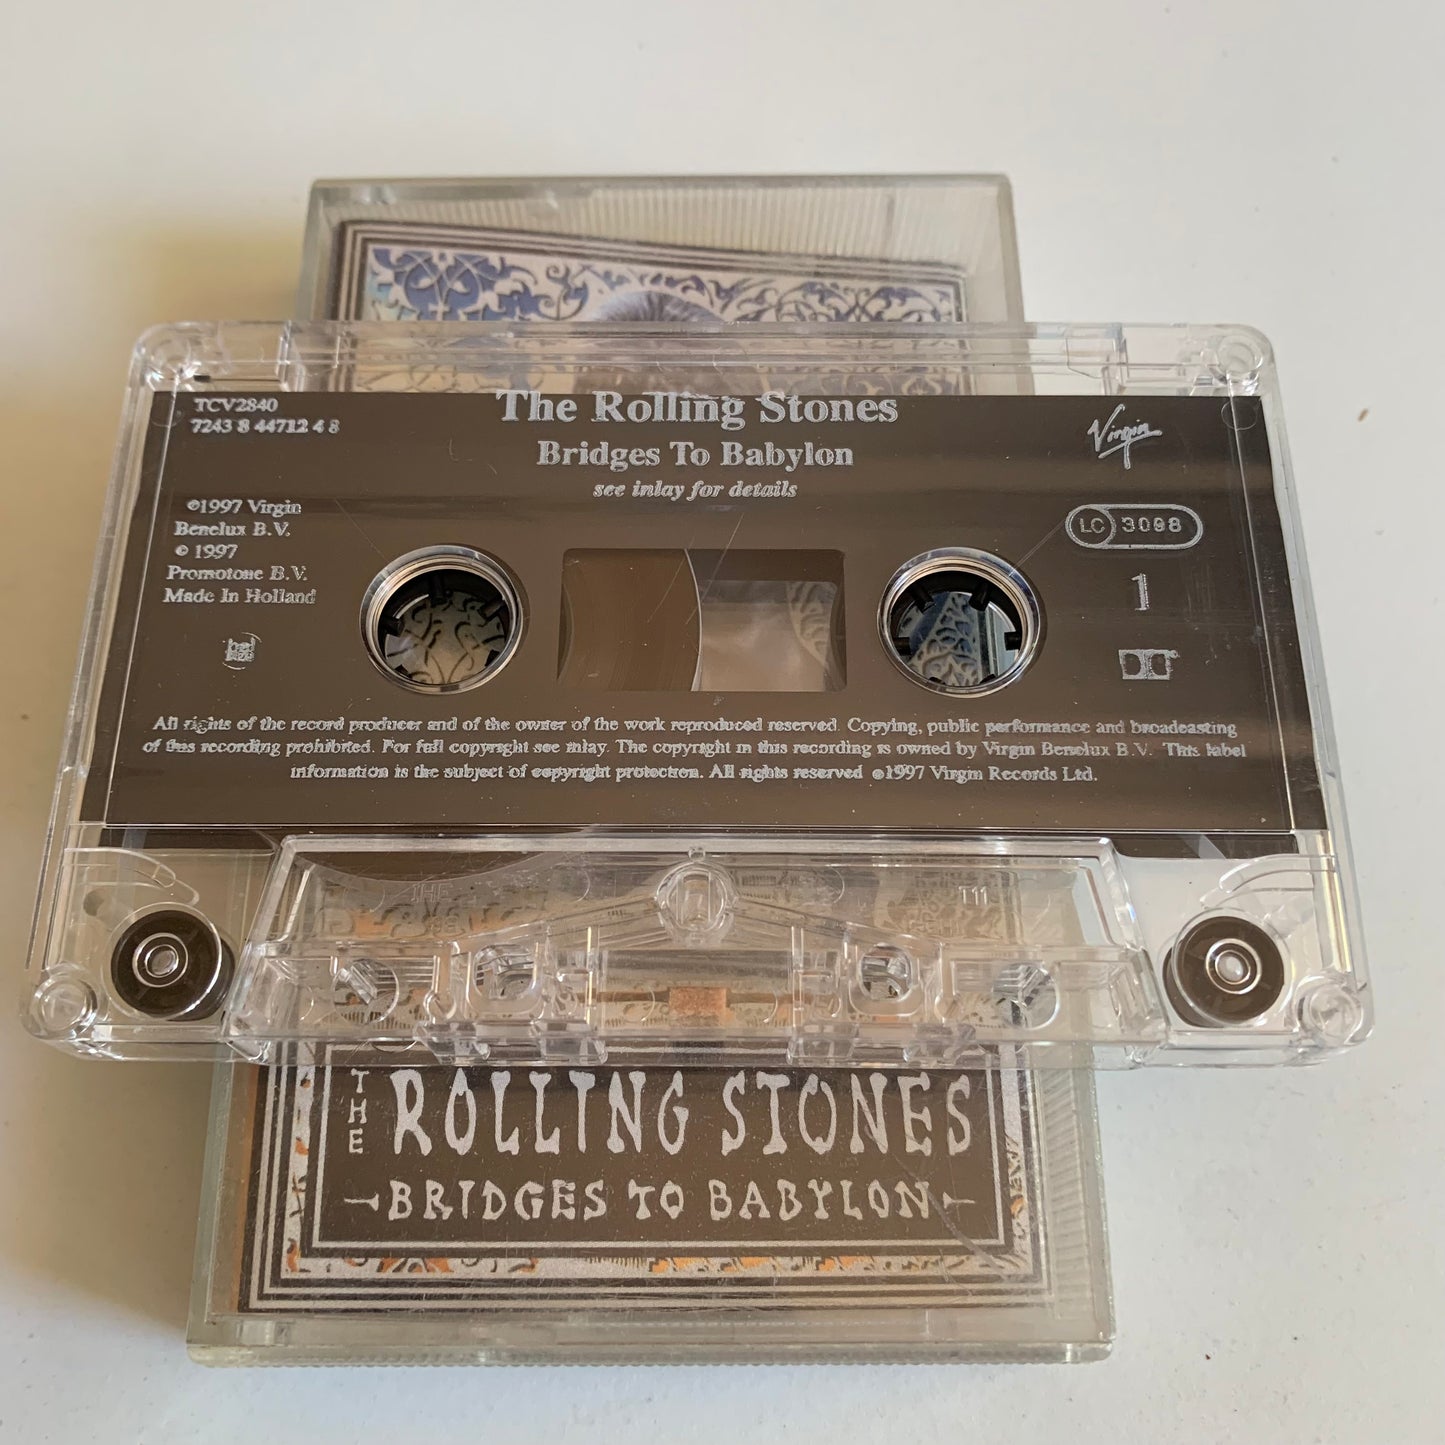 TCV2840
7243 8 44712 4 8
The Rolling Stones
Bridges To Babylon
see inlay for details
Virgin
℗1997 Virgin
Benelux B.V.
© 1997
Promotone B.V.
Made In Holland
LC 3098
1
All rights of the record producer and of the owner of the work reproduced reserved. Copying, public performance and broadcasting
of this recording prohibited. For full copyright see inlay. The copyright in this recording is owned by Virgin Benelux B.V. This label
information is the subject of copyright protection. All rights reserved ©1997 Virgin Records Ltd.
T11
THE ROLLING STONES
BRIDGES TO BABYLON